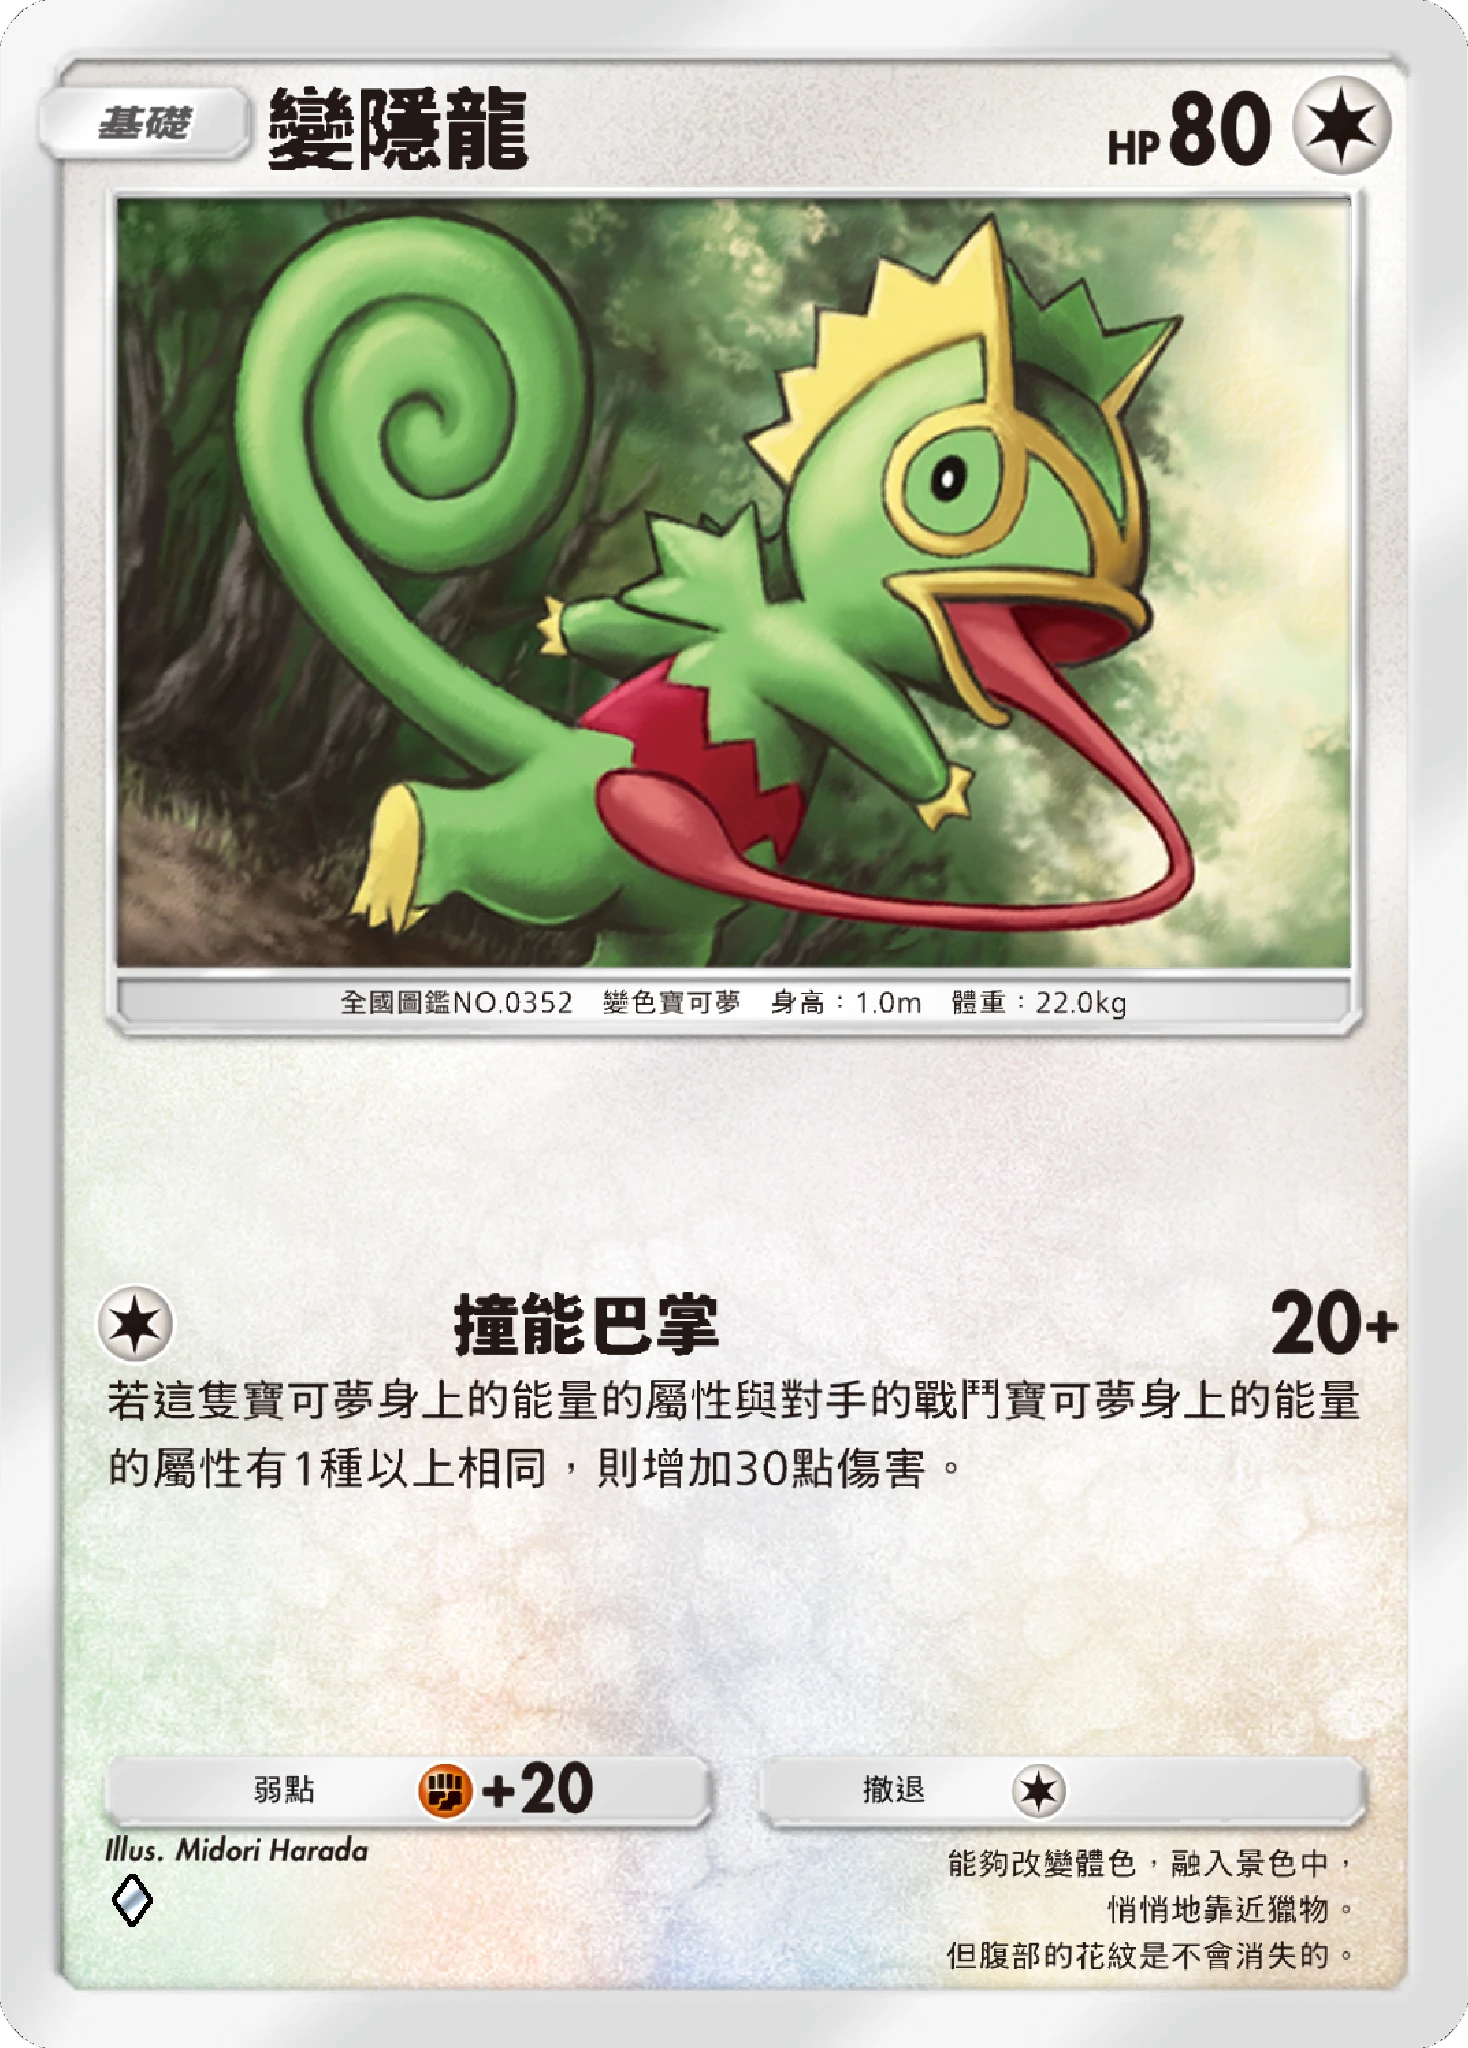 基礎 變隱龍 HP 80
全國圖鑑NO.0352 變色寶可夢 身高：1.0m 體重：22.0kg
撞能巴掌 20+
若這隻寶可夢身上的能量的屬性與對手的戰鬥寶可夢身上的能量
的屬性有1種以上相同，則增加30點傷害。
弱點 +20 撤退
Illus. Midori Harada
能夠改變體色，融入景色中，
悄悄地靠近獵物。
但腹部的花紋是不會消失的。